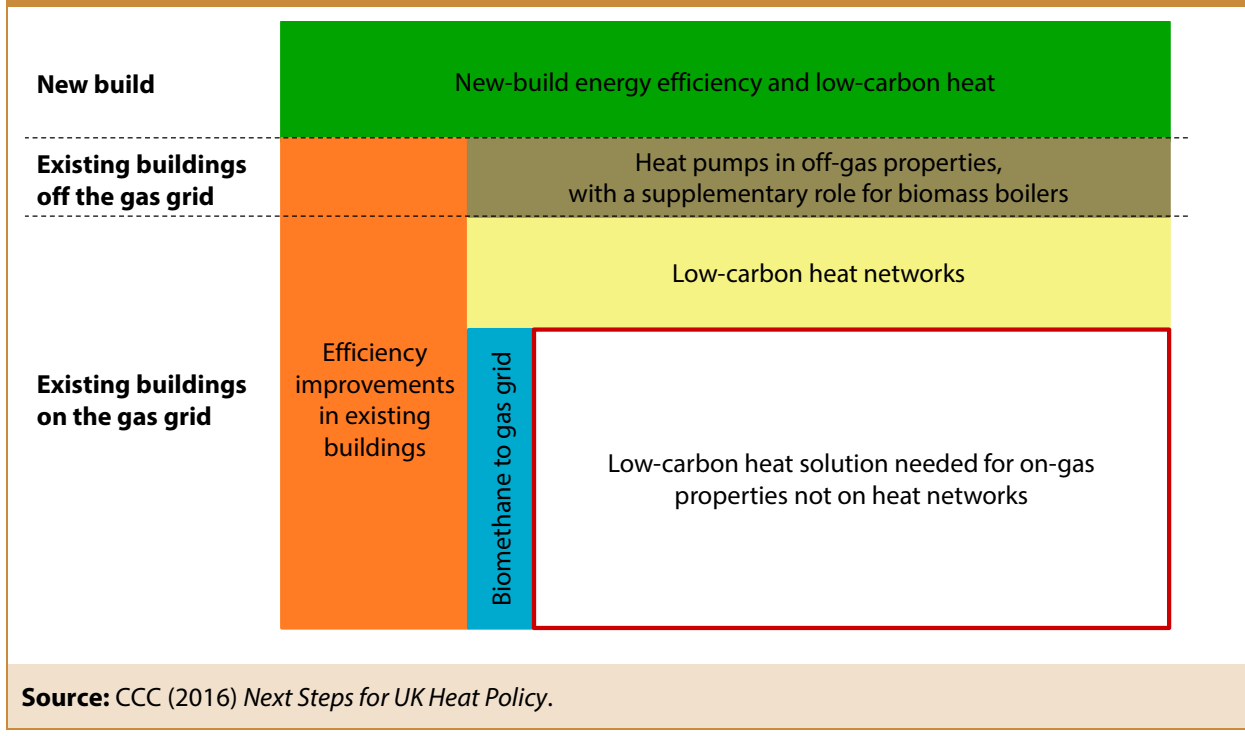 New build
New-build energy efficiency and low-carbon heat
Existing buildings
off the gas grid
Heat pumps in off-gas properties,
with a supplementary role for biomass boilers
Low-carbon heat networks
Existing buildings
on the gas grid
Efficiency
improvements
in existing
buildings
Biomethane to gas grid
Low-carbon heat solution needed for on-gas
properties not on heat networks
Source: CCC (2016) Next Steps for UK Heat Policy.